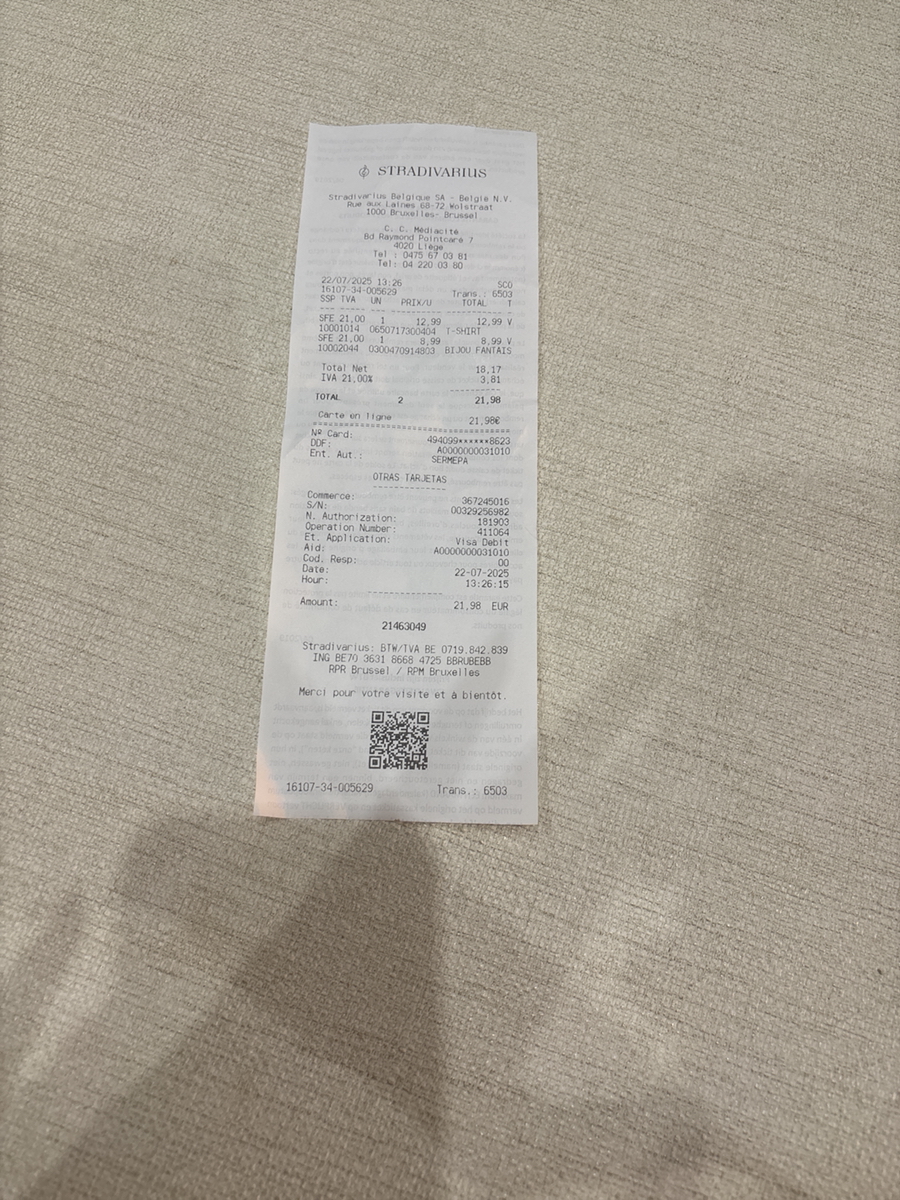 STRADIVARIUS
Stradivarius Belgique SA - België N.V.
Rue aux Laines 68-72 Wolstraat
1000 Bruxelles- Brussel
C. C. Médiacité
Bd Raymond Pointcaré 7
4020 Liège
Tel : 0475 67 03 81
Tel: 04 220 03 80
22/07/2025 13:26 SCO
16107-34-005629 Trans.: 6503
SSP TVA UN PRIX/U TOTAL T
SFE 21,00 1 12,99 12,99 V
10001014 0650717300404 T-SHIRT
SFE 21,00 1 8,99 8,99 V
10002044 0300470914803 BIJOU FANTAIS
Total Net 18,17
IVA 21,00% 3,81
TOTAL 2 21,98
Carte en ligne 21,98€
Nº Card: 494099******8623
DDF: A0000000031010
Ent. Aut.: SERMEPA
OTRAS TARJETAS
Commerce: 367245016
S/N: 00329256982
N. Authorization: 181903
Operation Number: 411064
Et. Application: Visa Debit
Aid: A0000000031010
Cod. Resp: 00
Date: 22-07-2025
Hour: 13:26:15
Amount: 21,98 EUR
21463049
Stradivarius: BTW/TVA BE 0719.842.839
ING BE70 3631 8668 4725 BBRUBEBB
RPR Brussel / RPM Bruxelles
Merci pour votre visite et à bientôt.
16107-34-005629 Trans.: 6503